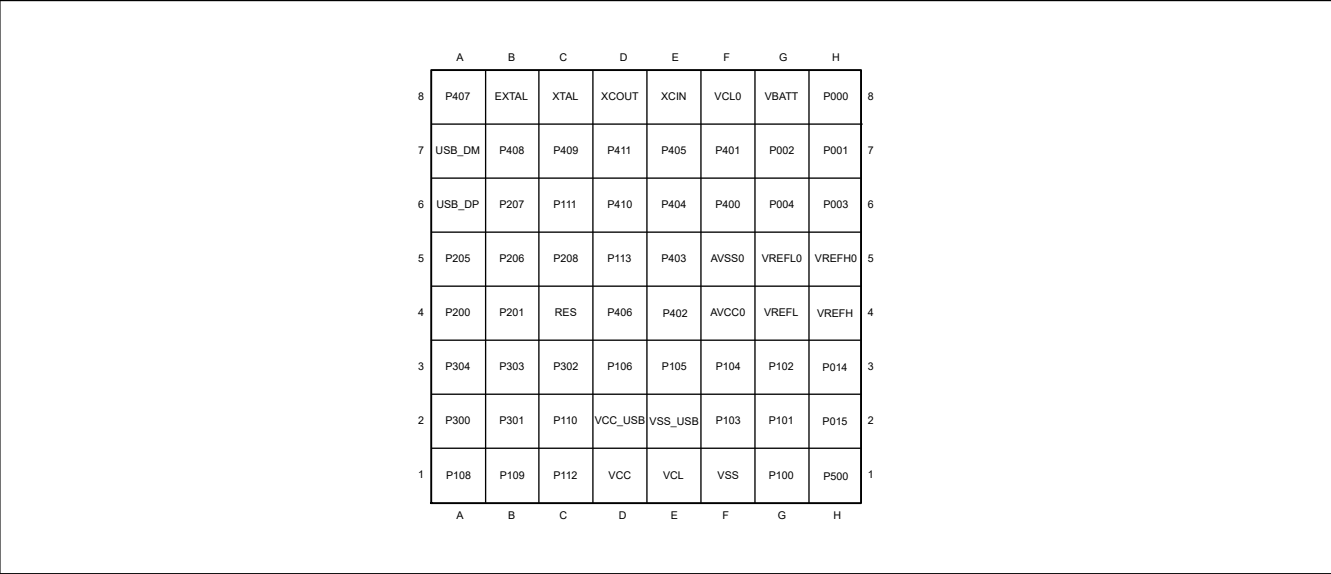 A B C D E F G H
8 P407 EXTAL XTAL XCOUT XCIN VCL0 VBATT P000 8
7 USB_DM P408 P409 P411 P405 P401 P002 P001 7
6 USB_DP P207 P111 P410 P404 P400 P004 P003 6
5 P205 P206 P208 P113 P403 AVSS0 VREFL0 VREFH0 5
4 P200 P201 RES P406 P402 AVCC0 VREFL VREFH 4
3 P304 P303 P302 P106 P105 P104 P102 P014 3
2 P300 P301 P110 VCC_USB VSS_USB P103 P101 P015 2
1 P108 P109 P112 VCC VCL VSS P100 P500 1
A B C D E F G H